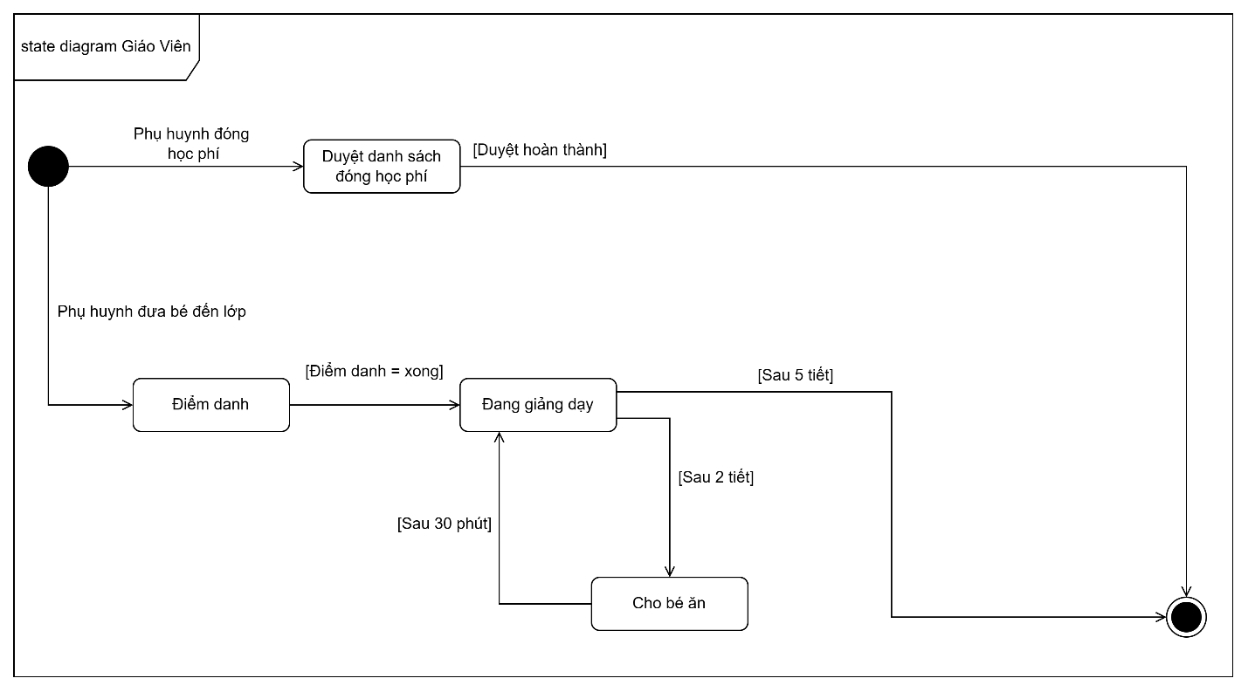 state diagram Giáo Viên
Phụ huynh đóng
học phí
Duyệt danh sách
đóng học phí
[Duyệt hoàn thành]
Phụ huynh đưa bé đến lớp
Điểm danh
[Điểm danh = xong]
Đang giảng dạy
[Sau 5 tiết]
[Sau 2 tiết]
[Sau 30 phút]
Cho bé ăn